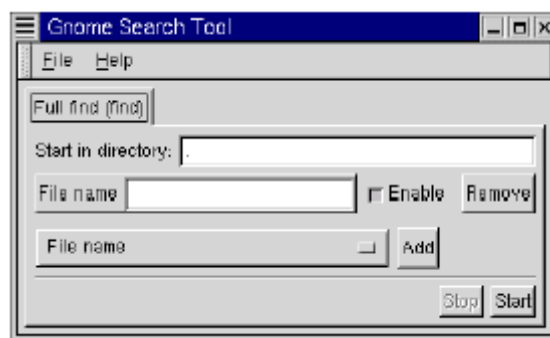 Gnome Search Tool
File Help
Full find (find)
Start in directory: .
File name Enable Remove
File name Add
Stop Start